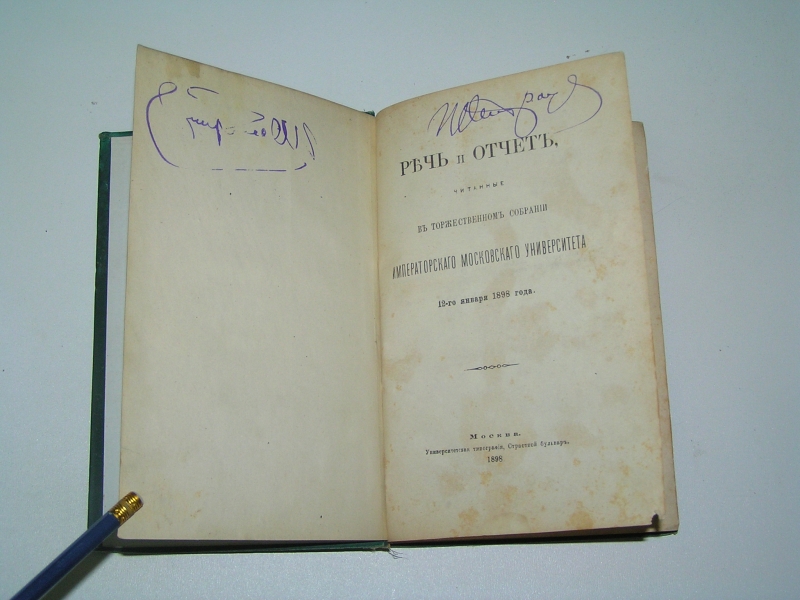 РѢЧЬ и ОТЧЕТЪ,
ЧИТАННЫЕ
ВЪ ТОРЖЕСТВЕННОМЪ СОБРАНІИ
ИМПЕРАТОРСКАГО МОСКОВСКАГО УНИВЕРСИТЕТА
12-го января 1898 года.
Москва.
Университетская типографія, Страстной бульваръ.
1898